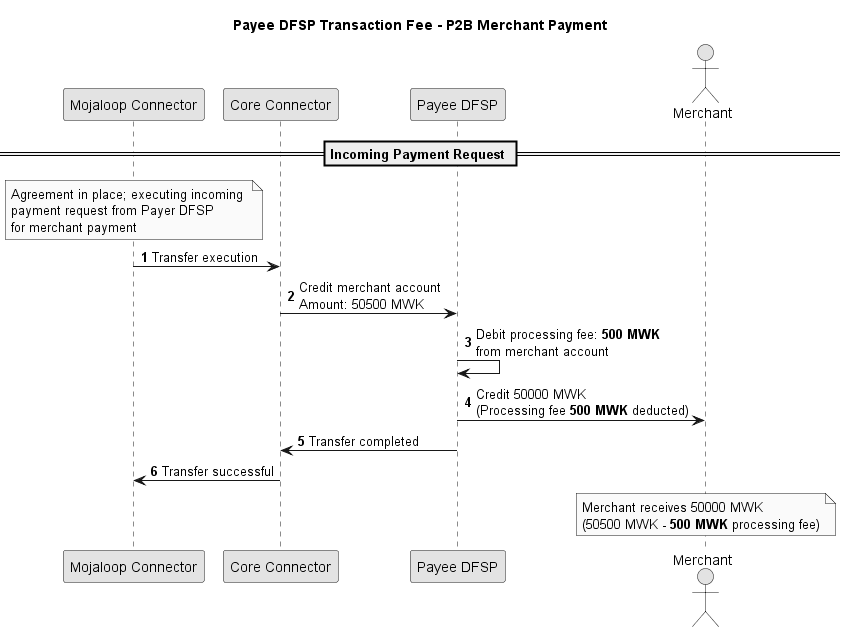 Payee DFSP Transaction Fee - P2B Merchant Payment
Merchant
Mojaloop Connector
Core Connector
Payee DFSP
Incoming Payment Request
Agreement in place; executing incoming
payment request from Payer DFSP
for merchant payment
1 Transfer execution
2 Credit merchant account
Amount: 50500 MWK
3 Debit processing fee: 500 MWK
from merchant account
4 Credit 50000 MWK
(Processing fee 500 MWK deducted)
5 Transfer completed
6 Transfer successful
Merchant receives 50000 MWK
(50500 MWK - 500 MWK processing fee)
Mojaloop Connector
Core Connector
Payee DFSP
Merchant